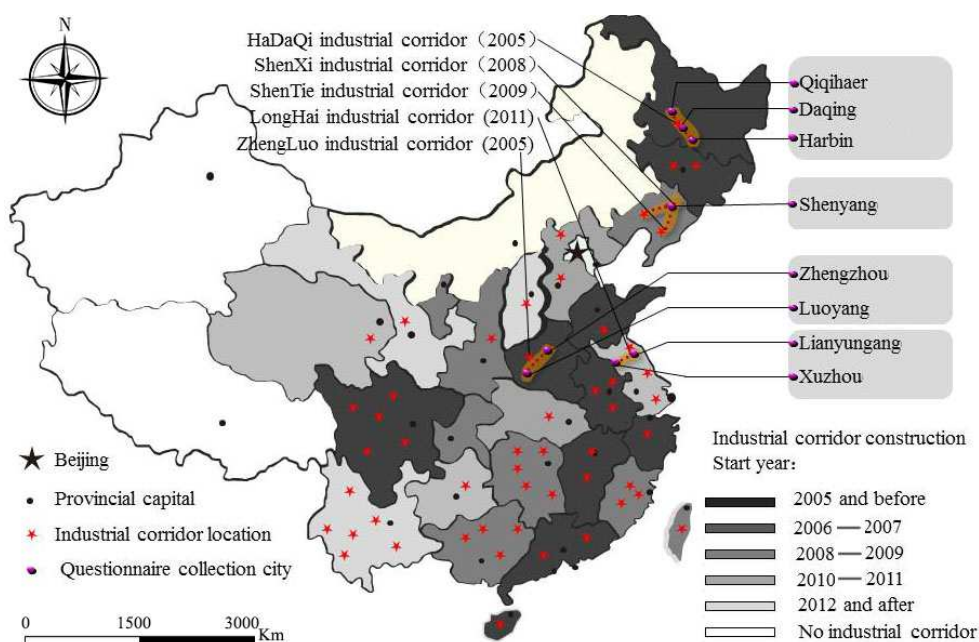 N
HaDaQi industrial corridor (2005)
ShenXi industrial corridor (2008)
ShenTie industrial corridor (2009)
LongHai industrial corridor (2011)
ZhengLuo industrial corridor (2005)
Qiqihaer
Daqing
Harbin
Shenyang
Zhengzhou
Luoyang
Lianyungang
Xuzhou
Beijing
Provincial capital
Industrial corridor location
Questionnaire collection city
0 1500 3000 Km
Industrial corridor construction
Start year:
2005 and before
2006 — 2007
2008 — 2009
2010 — 2011
2012 and after
No industrial corridor